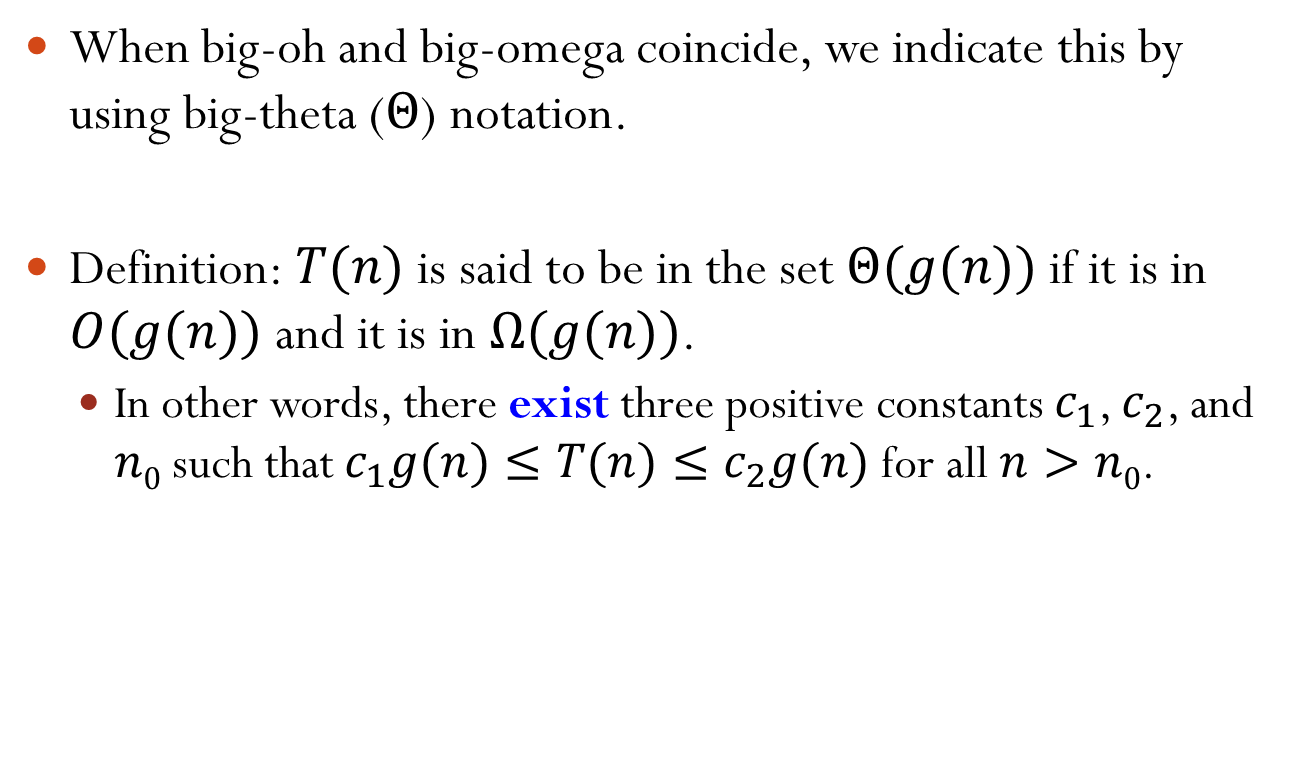 • When big-oh and big-omega coincide, we indicate this by
using big-theta (Θ) notation.
• Definition: T(n) is said to be in the set Θ(g(n)) if it is in
O(g(n)) and it is in Ω(g(n)).
• In other words, there exist three positive constants c₁, c₂, and
n₀ such that c₁g(n) ≤ T(n) ≤ c₂g(n) for all n > n₀.